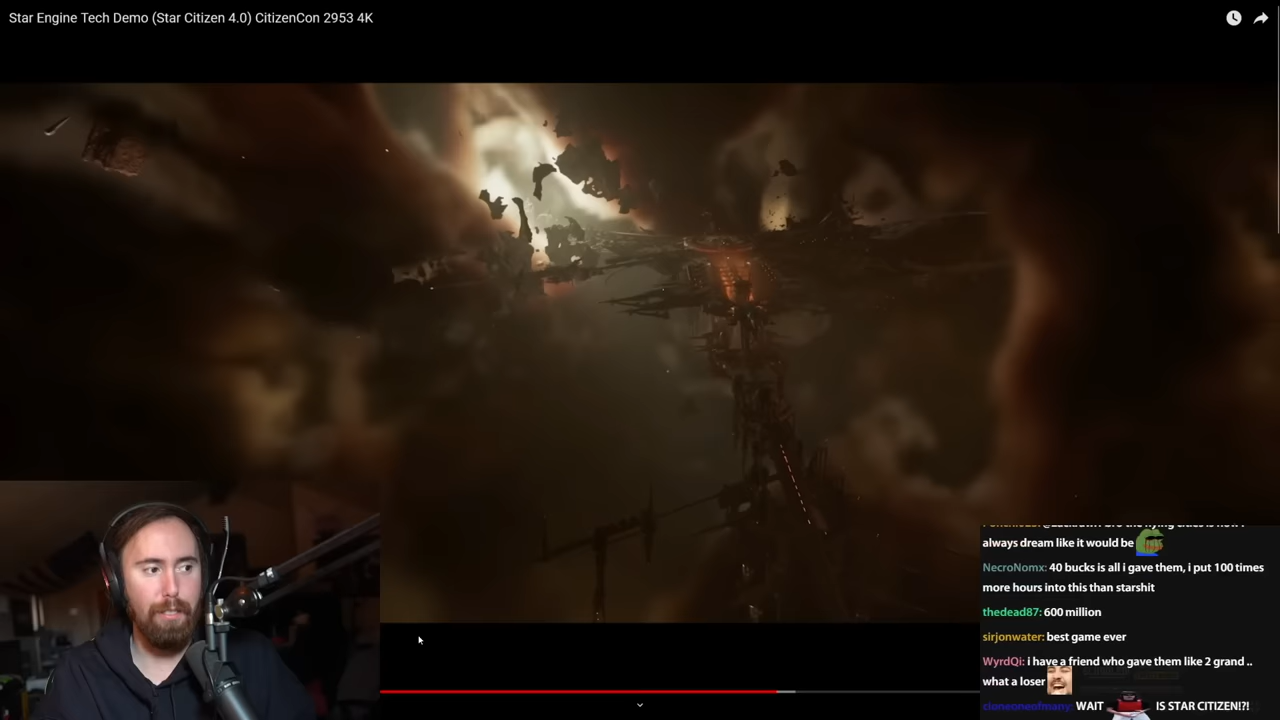 Star Engine Tech Demo (Star Citizen 4.0) CitizenCon 2953 4K
always dream like it would be
NecroNomx: 40 bucks is all i gave them, i put 100 times
more hours into this than starshit
thedead87: 600 million
sirjonwater: best game ever
WyrdQi: i have a friend who gave them like 2 grand ..
what a loser
cloneoneofmany: WAIT IS STAR CITIZEN!?!